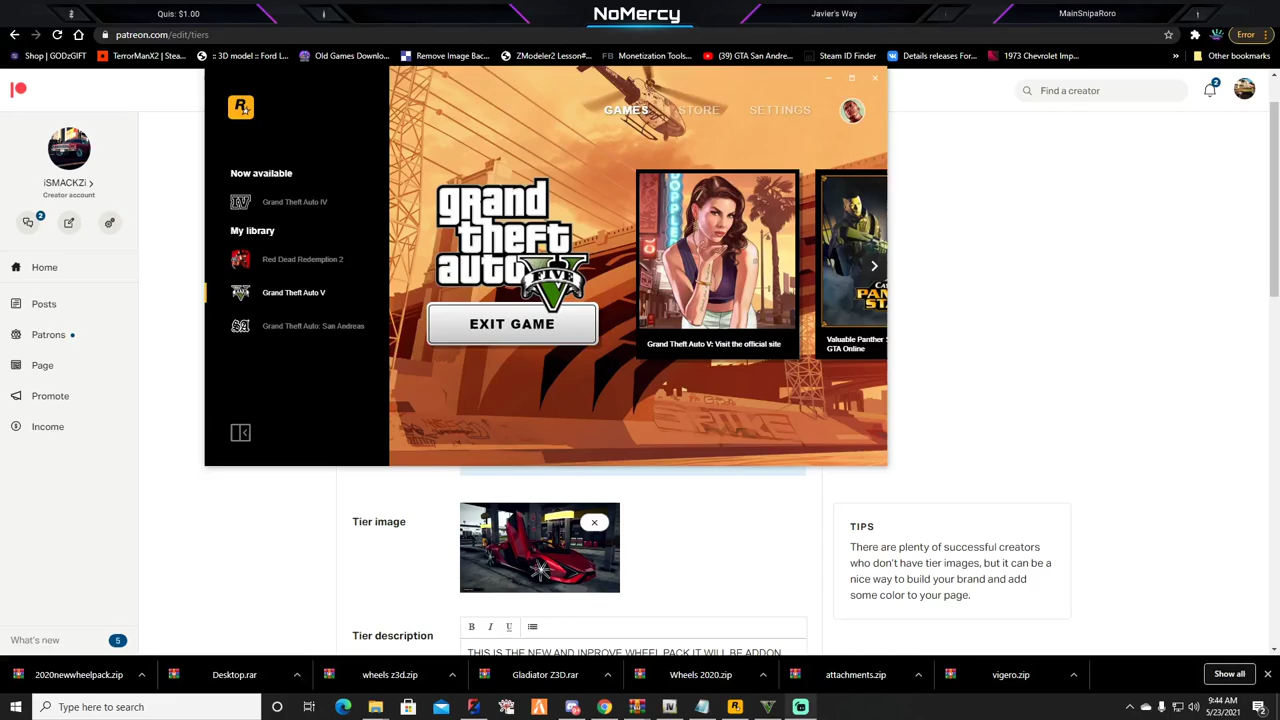 Quis: $1.00
NoMercy
Javier's Way
MainSnipaRoro
patreon.com/edit/tiers
Error
Shop | GODzGIFT
TerrorManX2 | Stea...
:: 3D model :: Ford L...
Old Games Downlo...
Remove Image Bac...
ZModeler2 Lesson#...
FB Monetization Tools...
(39) GTA San Andre...
Steam ID Finder
Details releases For...
1973 Chevrolet Imp...
»
Other bookmarks
Find a creator
2
iSMACKZi
Creator account
2
Home
Posts
Patrons
Page
Promote
Income
What's new
5
R
GAMES
STORE
SETTINGS
Now available
IV
Grand Theft Auto IV
My library
Red Dead Redemption 2
Grand Theft Auto V
Grand Theft Auto: San Andreas
grand
theft
auto
FIVE
EXIT GAME
Grand Theft Auto V: Visit the official site
Valuable Panther S
GTA Online
Tier image
TIPS
There are plenty of successful creators
who don't have tier images, but it can be a
nice way to build your brand and add
some color to your page.
Tier description
B I U
THIS IS THE NEW AND INPROVE WHEEL PACK IT WILL BE ADDON
2020newwheelpack.zip
Desktop.rar
wheels z3d.zip
Gladiator Z3D.rar
Wheels 2020.zip
attachments.zip
vigero.zip
Show all
Type here to search
9:44 AM
5/23/2021